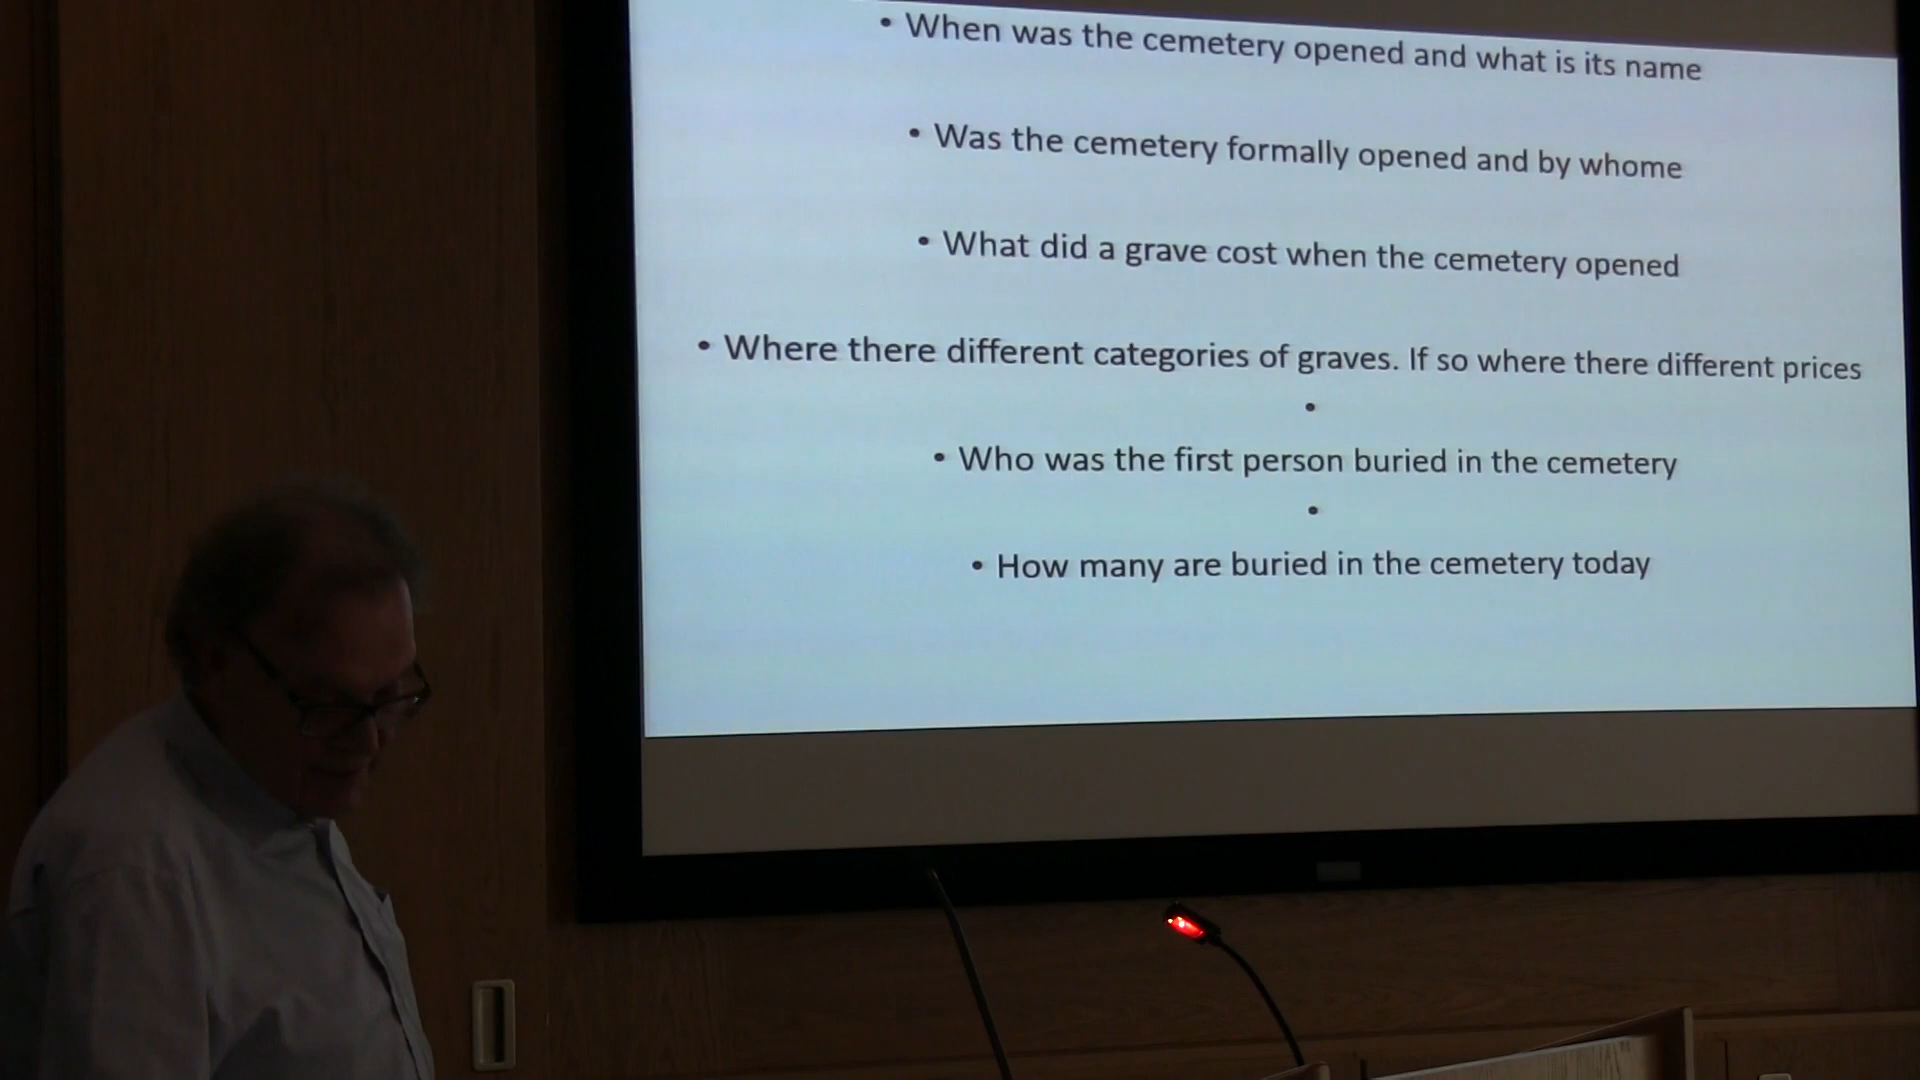 • When was the cemetery opened and what is its name
• Was the cemetery formally opened and by whome
• What did a grave cost when the cemetery opened
• Where there different categories of graves. If so where there different prices
•
• Who was the first person buried in the cemetery
•
• How many are buried in the cemetery today